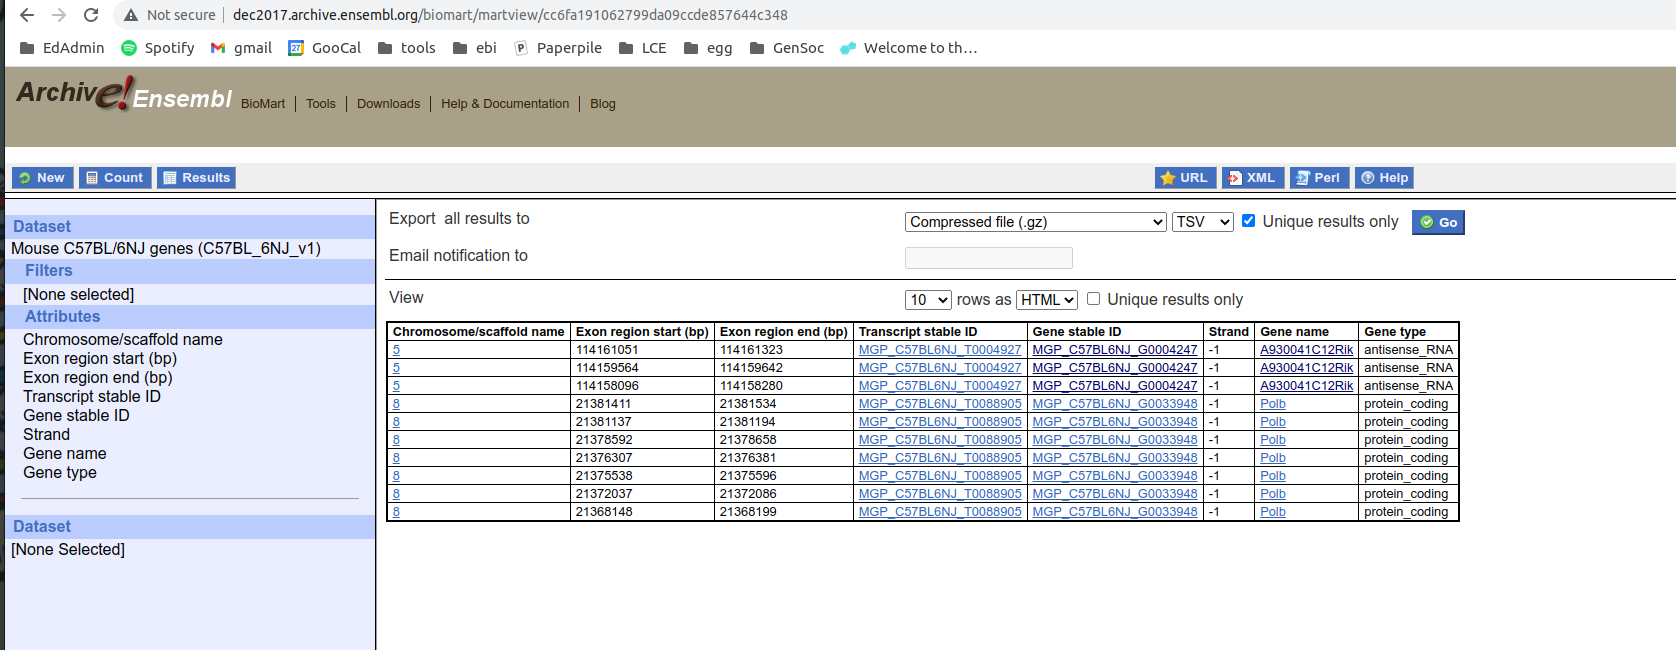 Not secure | dec2017.archive.ensembl.org/biomart/martview/cc6fa191062799da09ccde857644c348
EdAdmin Spotify gmail 27 GooCal tools ebi P Paperpile LCE egg GenSoc Welcome to th…
Archive! Ensembl BioMart | Tools | Downloads | Help & Documentation | Blog
New Count Results URL XML Perl Help
Dataset
Mouse C57BL/6NJ genes (C57BL_6NJ_v1)
Filters
[None selected]
Attributes
Chromosome/scaffold name
Exon region start (bp)
Exon region end (bp)
Transcript stable ID
Gene stable ID
Strand
Gene name
Gene type
Dataset
[None Selected]
Export all results to Compressed file (.gz) TSV Unique results only Go
Email notification to
View 10 rows as HTML Unique results only
Chromosome/scaffold name Exon region start (bp) Exon region end (bp) Transcript stable ID Gene stable ID Strand Gene name Gene type
5 114161051 114161323 MGP_C57BL6NJ_T0004927 MGP_C57BL6NJ_G0004247 -1 A930041C12Rik antisense_RNA
5 114159564 114159642 MGP_C57BL6NJ_T0004927 MGP_C57BL6NJ_G0004247 -1 A930041C12Rik antisense_RNA
5 114158096 114158280 MGP_C57BL6NJ_T0004927 MGP_C57BL6NJ_G0004247 -1 A930041C12Rik antisense_RNA
8 21381411 21381534 MGP_C57BL6NJ_T0088905 MGP_C57BL6NJ_G0033948 -1 Polb protein_coding
8 21381137 21381194 MGP_C57BL6NJ_T0088905 MGP_C57BL6NJ_G0033948 -1 Polb protein_coding
8 21378592 21378658 MGP_C57BL6NJ_T0088905 MGP_C57BL6NJ_G0033948 -1 Polb protein_coding
8 21376307 21376381 MGP_C57BL6NJ_T0088905 MGP_C57BL6NJ_G0033948 -1 Polb protein_coding
8 21375538 21375596 MGP_C57BL6NJ_T0088905 MGP_C57BL6NJ_G0033948 -1 Polb protein_coding
8 21372037 21372086 MGP_C57BL6NJ_T0088905 MGP_C57BL6NJ_G0033948 -1 Polb protein_coding
8 21368148 21368199 MGP_C57BL6NJ_T0088905 MGP_C57BL6NJ_G0033948 -1 Polb protein_coding